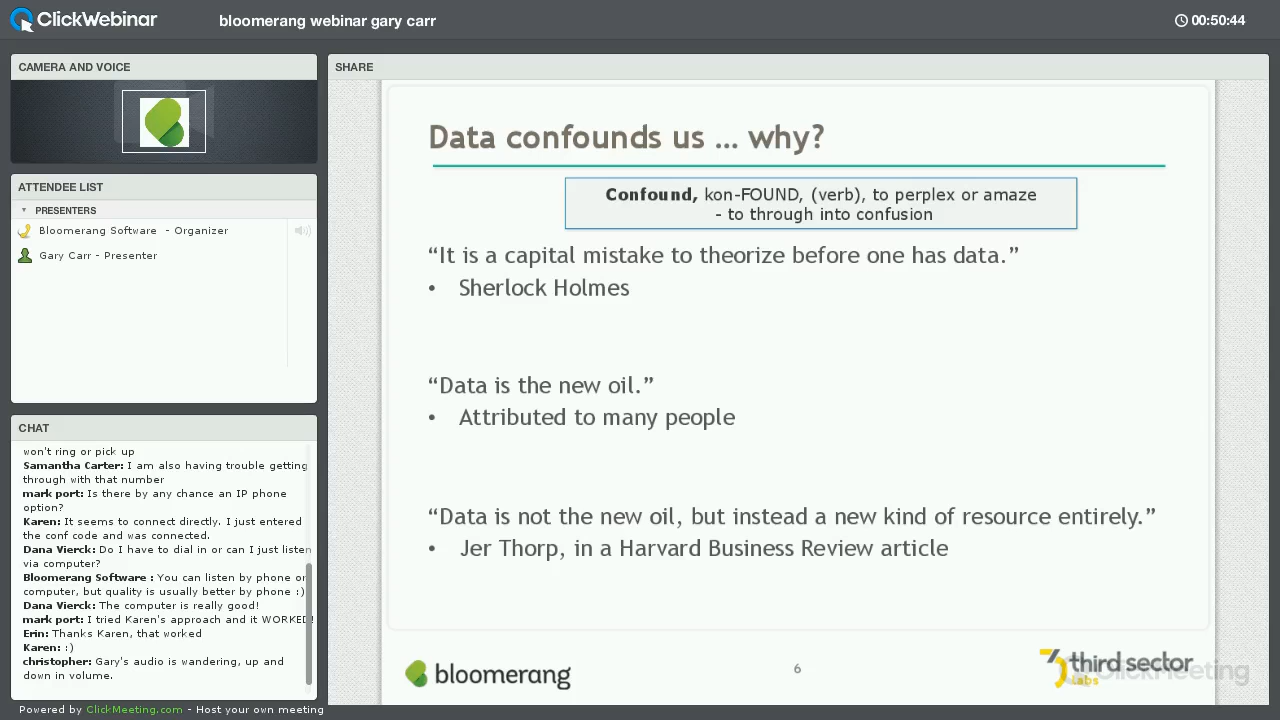 ClickWebinar
bloomerang webinar gary carr
00:50:44
CAMERA AND VOICE
ATTENDEE LIST
PRESENTERS
Bloomerang Software - Organizer
Gary Carr - Presenter
CHAT
won't ring or pick up
Samantha Carter: I am also having trouble getting
through with that number
mark port: Is there by any chance an IP phone
option?
Karen: It seems to connect directly. I just entered
the conf code and was connected.
Dana Vierck: Do I have to dial in or can I just listen
via computer?
Bloomerang Software : You can listen by phone or
computer, but quality is usually better by phone :)
Dana Vierck: The computer is really good!
mark port: I tried Karen's approach and it WORKED!
Erin: Thanks Karen, that worked
Karen: :)
christopher: Gary's audio is wandering, up and
down in volume.
Powered by ClickMeeting.com - Host your own meeting
SHARE
Data confounds us ... why?
Confound, kon-FOUND, (verb), to perplex or amaze
- to through into confusion
“It is a capital mistake to theorize before one has data.”
• Sherlock Holmes
“Data is the new oil.”
• Attributed to many people
“Data is not the new oil, but instead a new kind of resource entirely.”
• Jer Thorp, in a Harvard Business Review article
bloomerang
6
third sector
labs
ClickMeeting